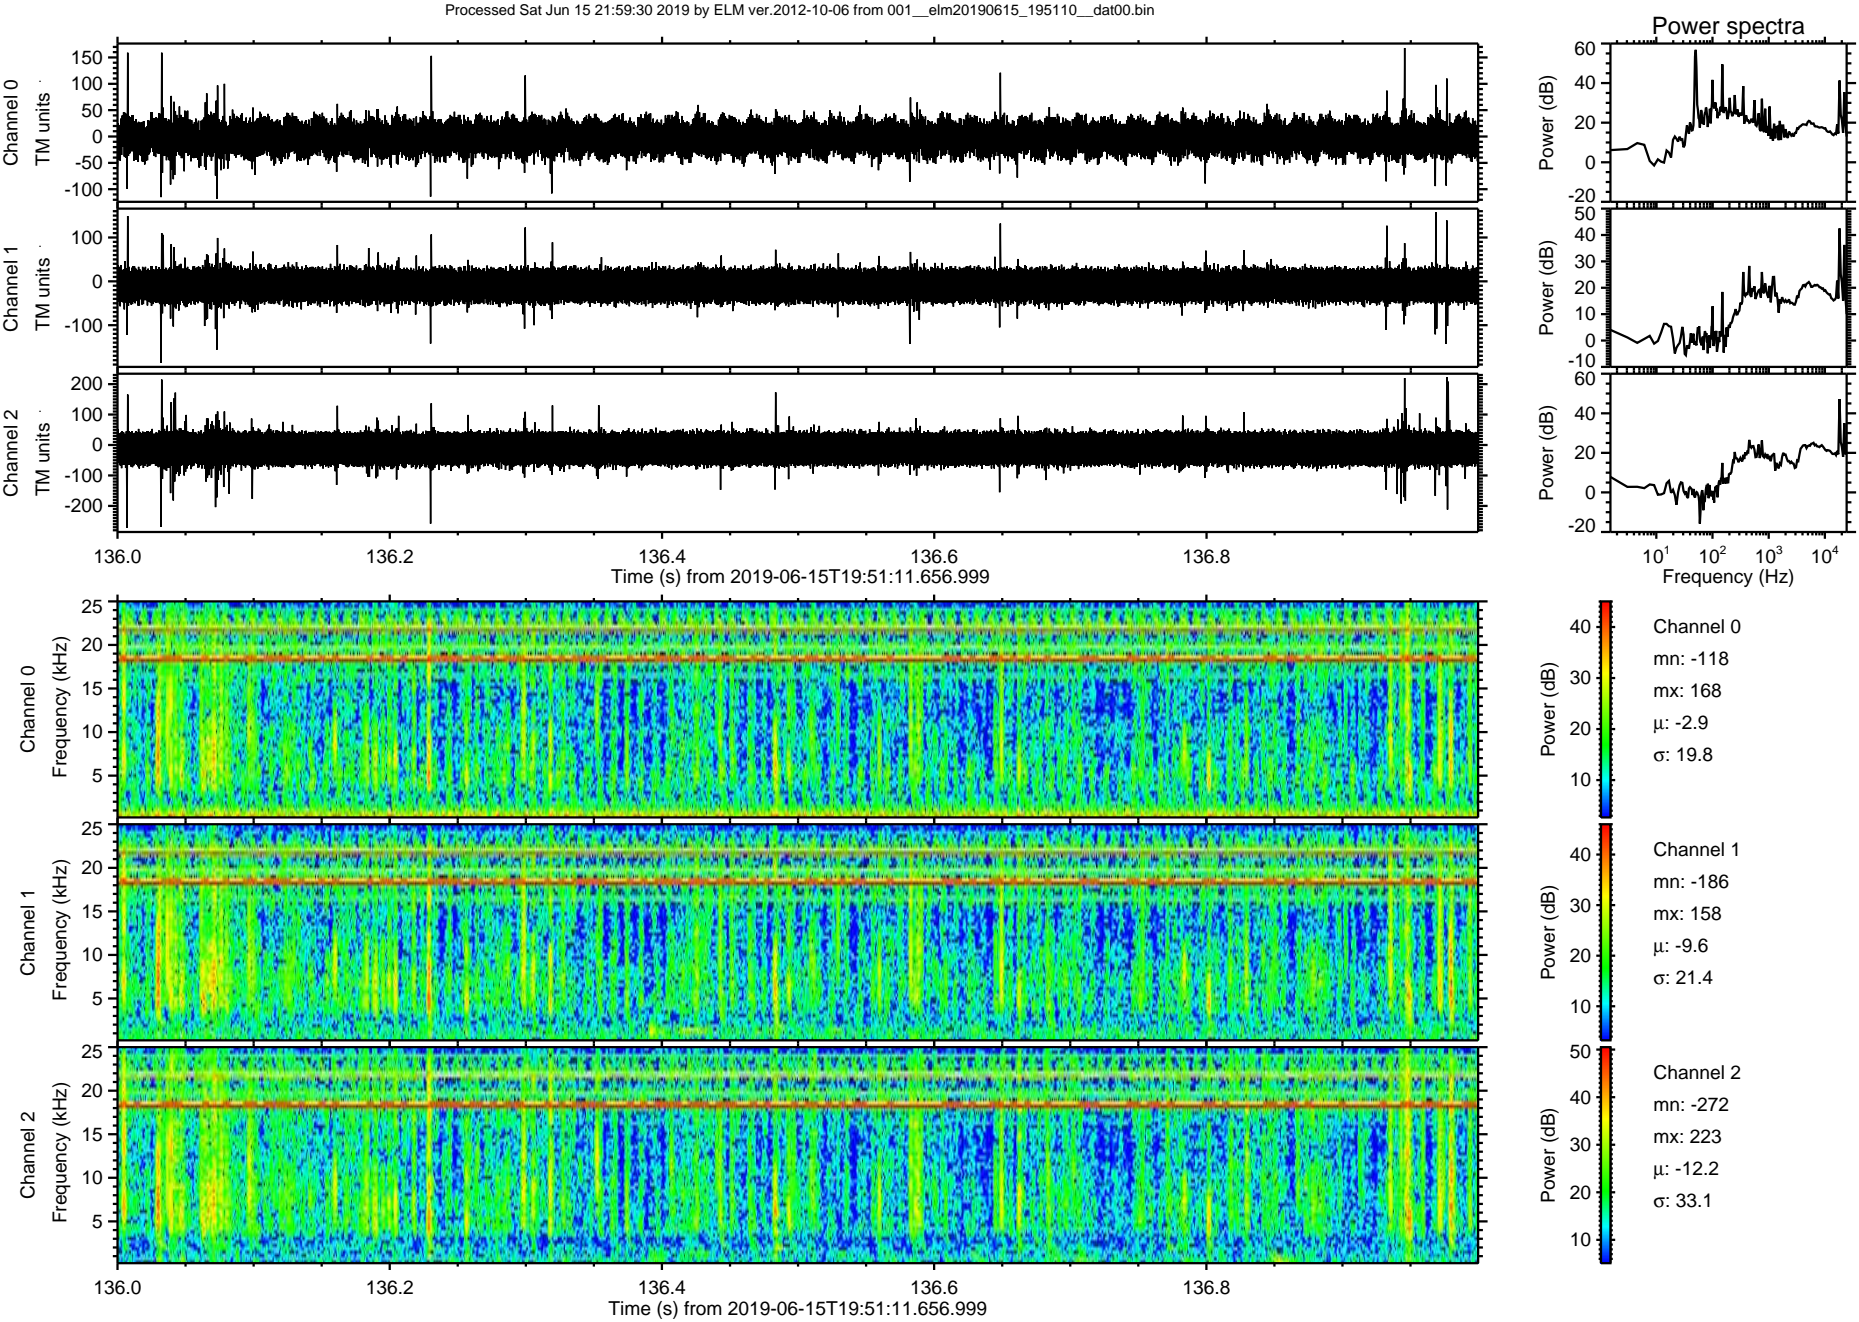 Processed Sat Jun 15 21:59:30 2019 by ELM ver.2012-10-06 from 001__elm20190615_195110__dat00.bin
Power spectra
Channel 0
TM units
150
100
50
0
-50
-100
Power (dB)
60
40
20
0
-20
Channel 1
TM units
100
0
-100
Power (dB)
50
40
30
20
10
0
-10
Channel 2
TM units
200
100
0
-100
-200
Power (dB)
60
40
20
0
-20
136.0 136.2 136.4 136.6 136.8
Time (s) from 2019-06-15T19:51:11.656.999
10¹ 10² 10³ 10⁴
Frequency (Hz)
Channel 0
Frequency (kHz)
25
20
15
10
5
Power (dB)
40
30
20
10
Channel 0
mn: -118
mx: 168
μ: -2.9
σ: 19.8
Channel 1
Frequency (kHz)
25
20
15
10
5
Power (dB)
40
30
20
10
Channel 1
mn: -186
mx: 158
μ: -9.6
σ: 21.4
Channel 2
Frequency (kHz)
25
20
15
10
5
Power (dB)
50
40
30
20
10
Channel 2
mn: -272
mx: 223
μ: -12.2
σ: 33.1
136.0 136.2 136.4 136.6 136.8
Time (s) from 2019-06-15T19:51:11.656.999